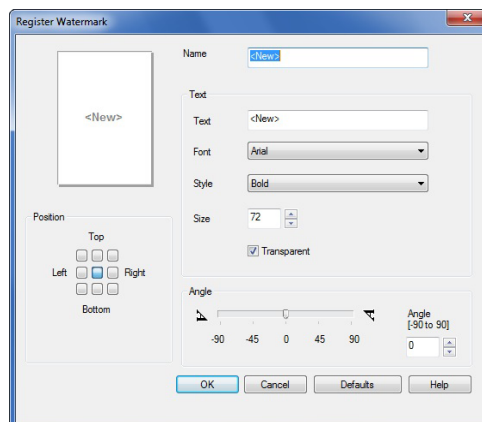 Register Watermark
Name
<New>
<New>
Text
Text
<New>
Font
Arial
Style
Bold
Size
72
Transparent
Position
Top
Left
Right
Bottom
Angle
-90
-45
0
45
90
Angle
[-90 to 90]
0
OK
Cancel
Defaults
Help